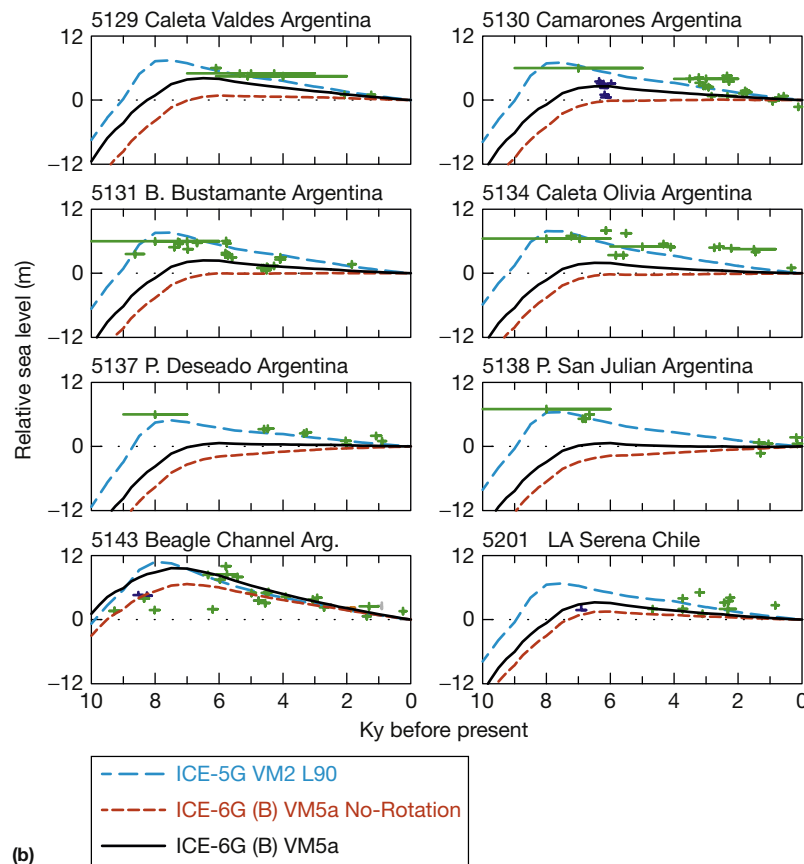 5129 Caleta Valdes Argentina
5130 Camarones Argentina
12
0
−12
12
0
−12
5131 B. Bustamante Argentina
5134 Caleta Olivia Argentina
12
0
−12
12
0
−12
5137 P. Deseado Argentina
5138 P. San Julian Argentina
12
0
−12
12
0
−12
5143 Beagle Channel Arg.
5201 LA Serena Chile
12
0
−12
12
0
−12
10 8 6 4 2 0
10 8 6 4 2 0
Relative sea level (m)
Ky before present
ICE-5G VM2 L90
ICE-6G (B) VM5a No-Rotation
ICE-6G (B) VM5a
(b)